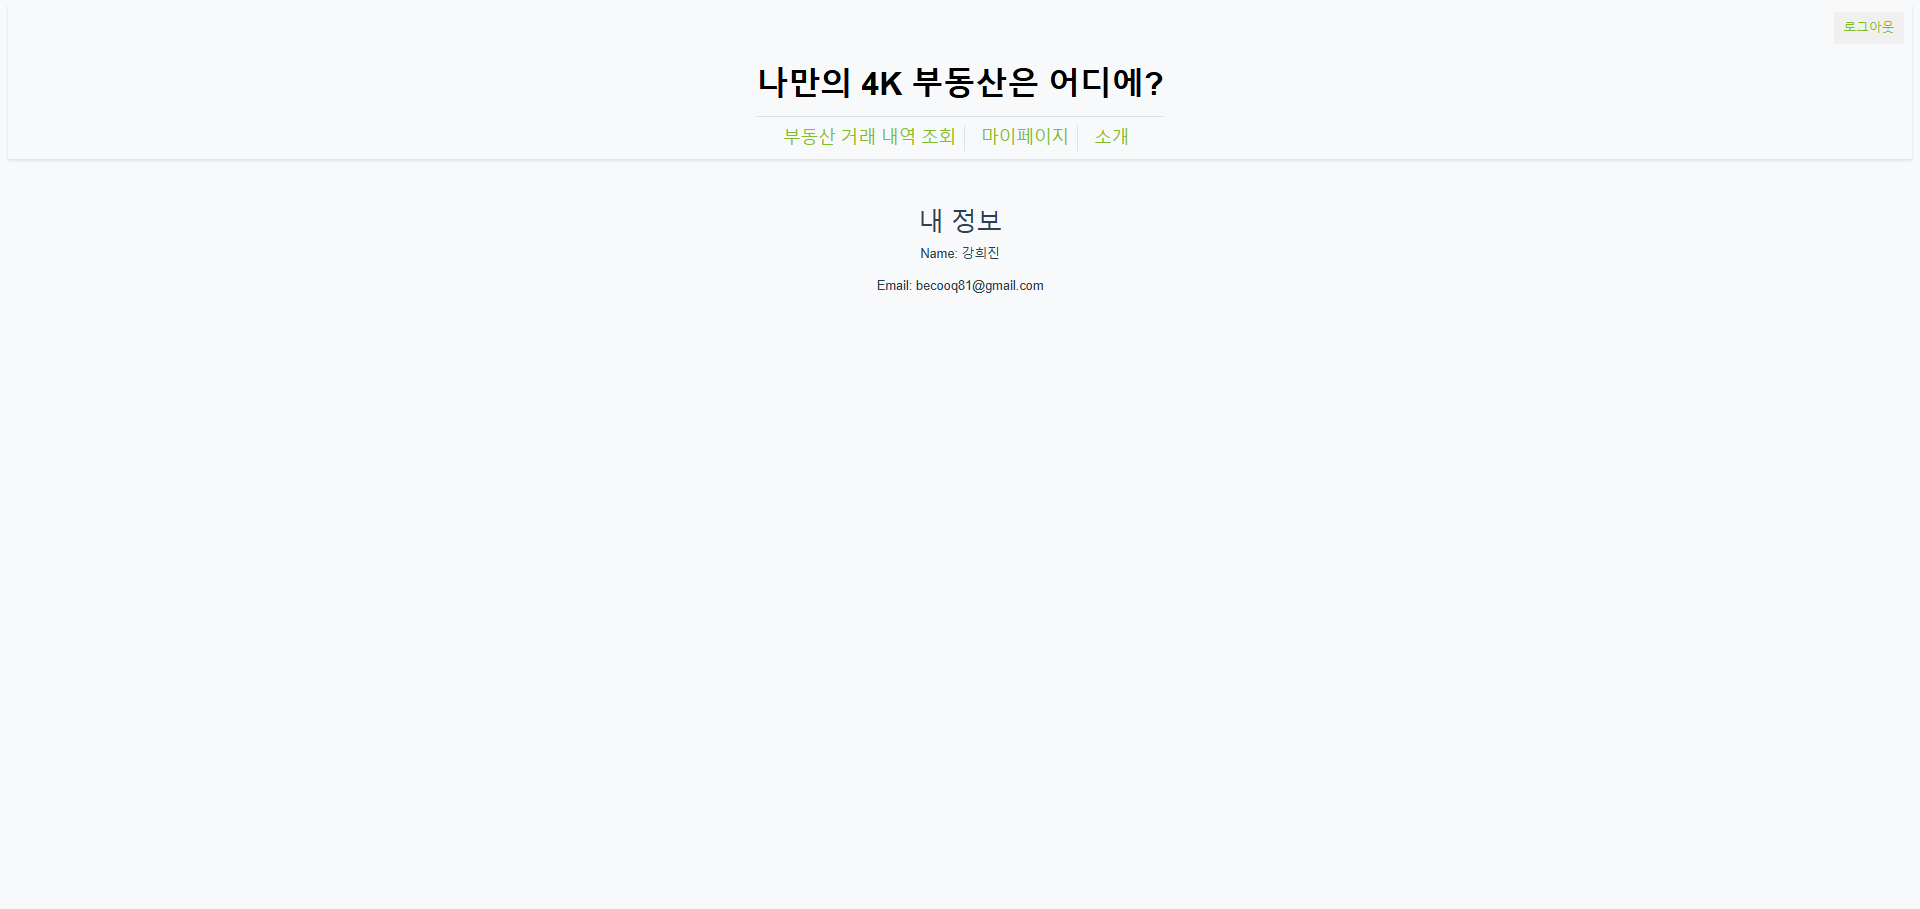 로그아웃
나만의 4K 부동산은 어디에?
부동산 거래 내역 조회 마이페이지 소개
내 정보
Name: 강희진
Email: becooq81@gmail.com